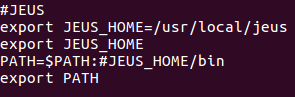 #JEUS
export JEUS_HOME=/usr/local/jeus
export JEUS_HOME
PATH=$PATH:#JEUS_HOME/bin
export PATH